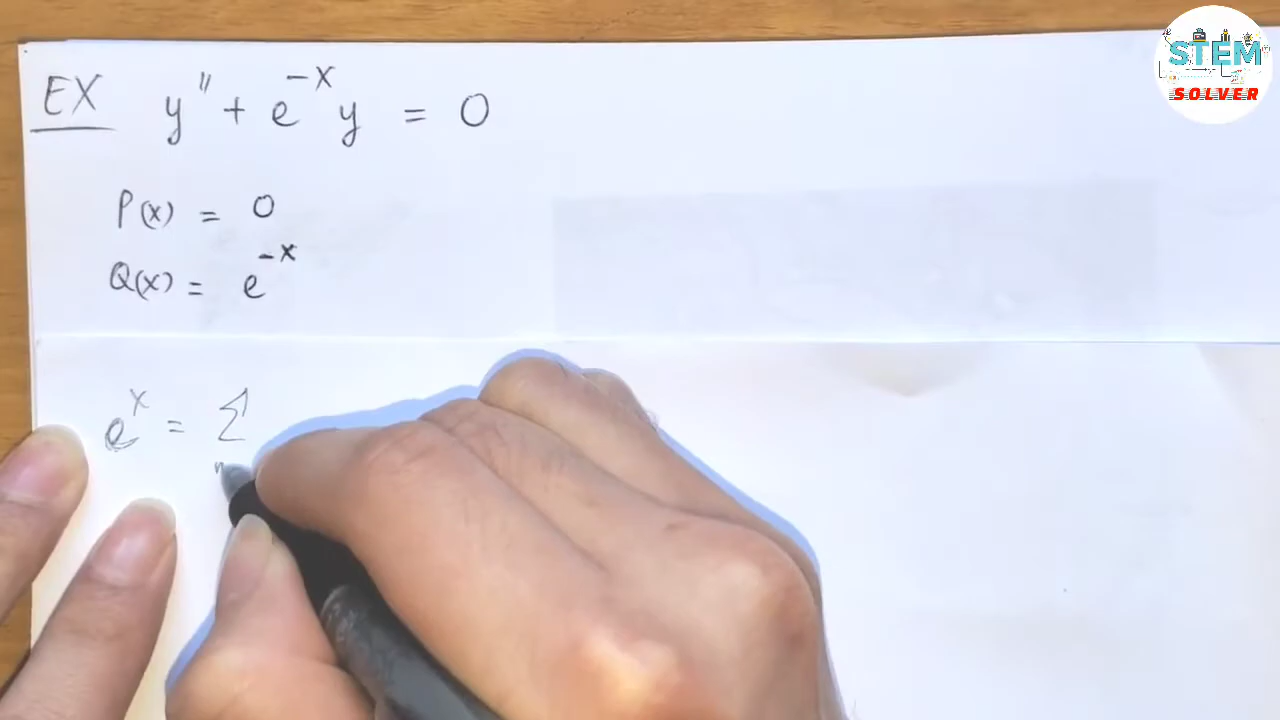 EX y'' + e^{-x} y = 0
P(x) = 0
Q(x) = e^{-x}
e^x = Σ
n
STEM
SOLVER